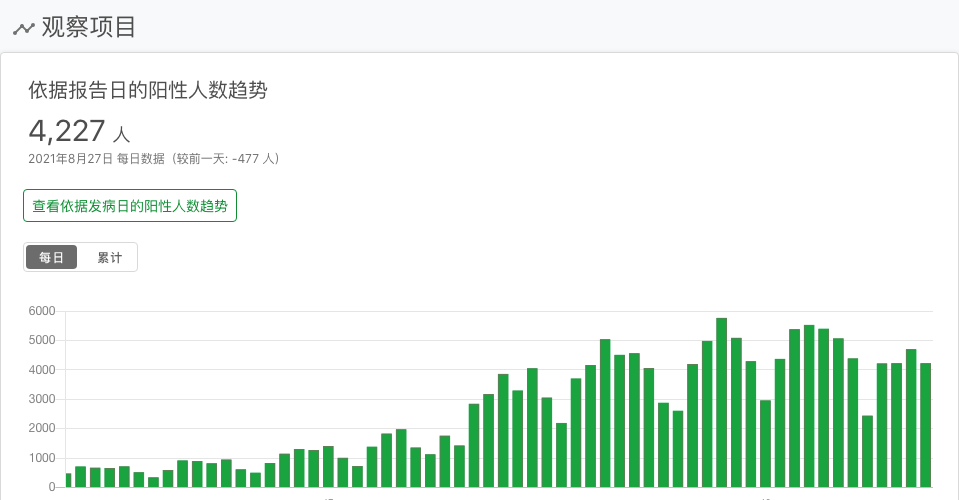 观察项目
依据报告日的阳性人数趋势
4,227 人
2021年8月27日 每日数据（较前一天: -477 人）
查看依据发病日的阳性人数趋势
每日 累计
6000
5000
4000
3000
2000
1000
0